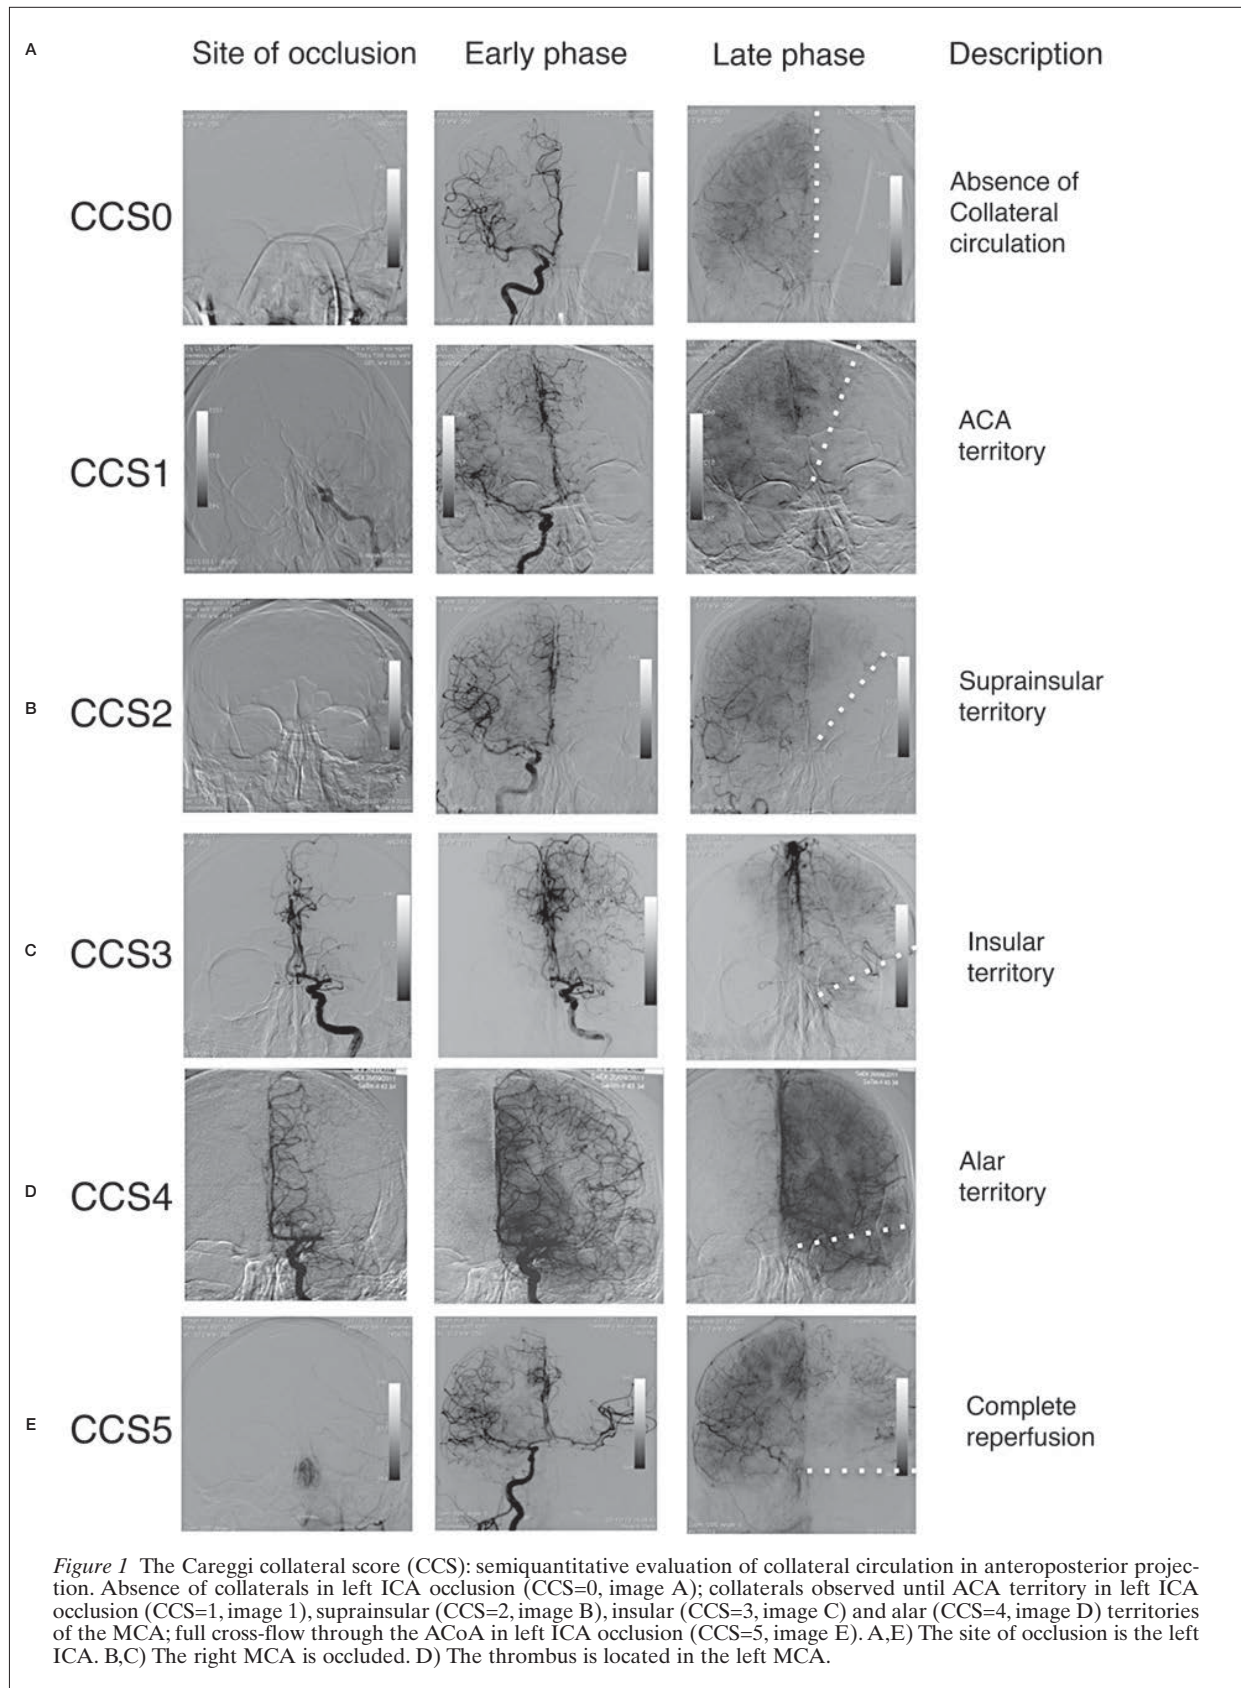 A
Site of occlusion Early phase Late phase Description
CCS0
Absence of
Collateral
circulation
CCS1
ACA
territory
B
CCS2
Suprainsular
territory
C
CCS3
Insular
territory
D
CCS4
Alar
territory
E
CCS5
Complete
reperfusion
Figure 1 The Careggi collateral score (CCS): semiquantitative evaluation of collateral circulation in anteroposterior projec-
tion. Absence of collaterals in left ICA occlusion (CCS=0, image A); collaterals observed until ACA territory in left ICA
occlusion (CCS=1, image 1), suprainsular (CCS=2, image B), insular (CCS=3, image C) and alar (CCS=4, image D) territories
of the MCA; full cross-flow through the ACoA in left ICA occlusion (CCS=5, image E). A,E) The site of occlusion is the left
ICA. B,C) The right MCA is occluded. D) The thrombus is located in the left MCA.